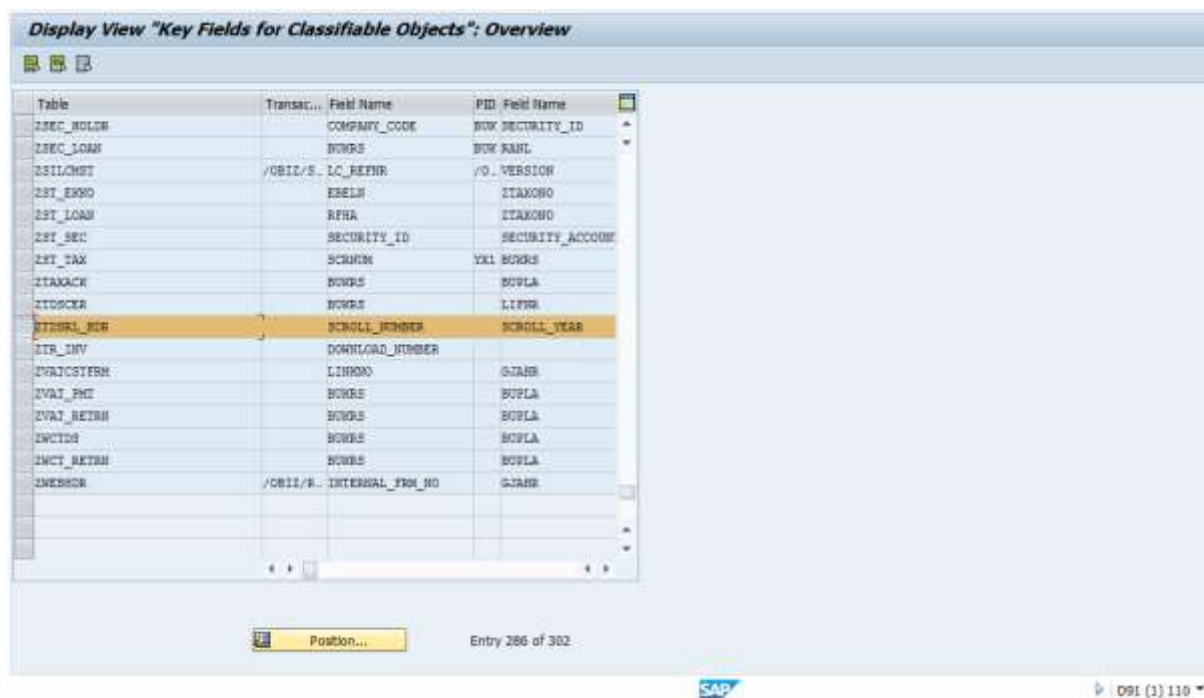 Display View "Key Fields for Classifiable Objects": Overview
Table Transac... Field Name PID Field Name
ZSEC_HOLDR COMPANY_CODE BUK SECURITY_ID
ZSEC_LOAN BUKRS BUK RANL
ZSILCMST /OBIZ/S.. LC_REFNR /O.. VERSION
ZST_EKKO EBELN ZTAXONO
ZST_LOAN RFHA ZTAXONO
ZST_SEC SECURITY_ID SECURITY_ACCOUNT
ZST_TAX SCRNUM YX1 BUKRS
ZTAXACK BUKRS BUPLA
ZTDSCER BUKRS LIFNR
ZTDSRL_HDR SCROLL_NUMBER SCROLL_YEAR
ZTR_INV DOWNLOAD_NUMBER
ZVATCSTFRM LINKNO GJAHR
ZVAT_PMT BUKRS BUPLA
ZVAT_RETRN BUKRS BUPLA
ZWCTDS BUKRS BUPLA
ZWCT_RETRN BUKRS BUPLA
ZWEBHDR /OBIZ/R.. INTERNAL_FRM_NO GJAHR
Position... Entry 286 of 302
SAP D9I (1) 110